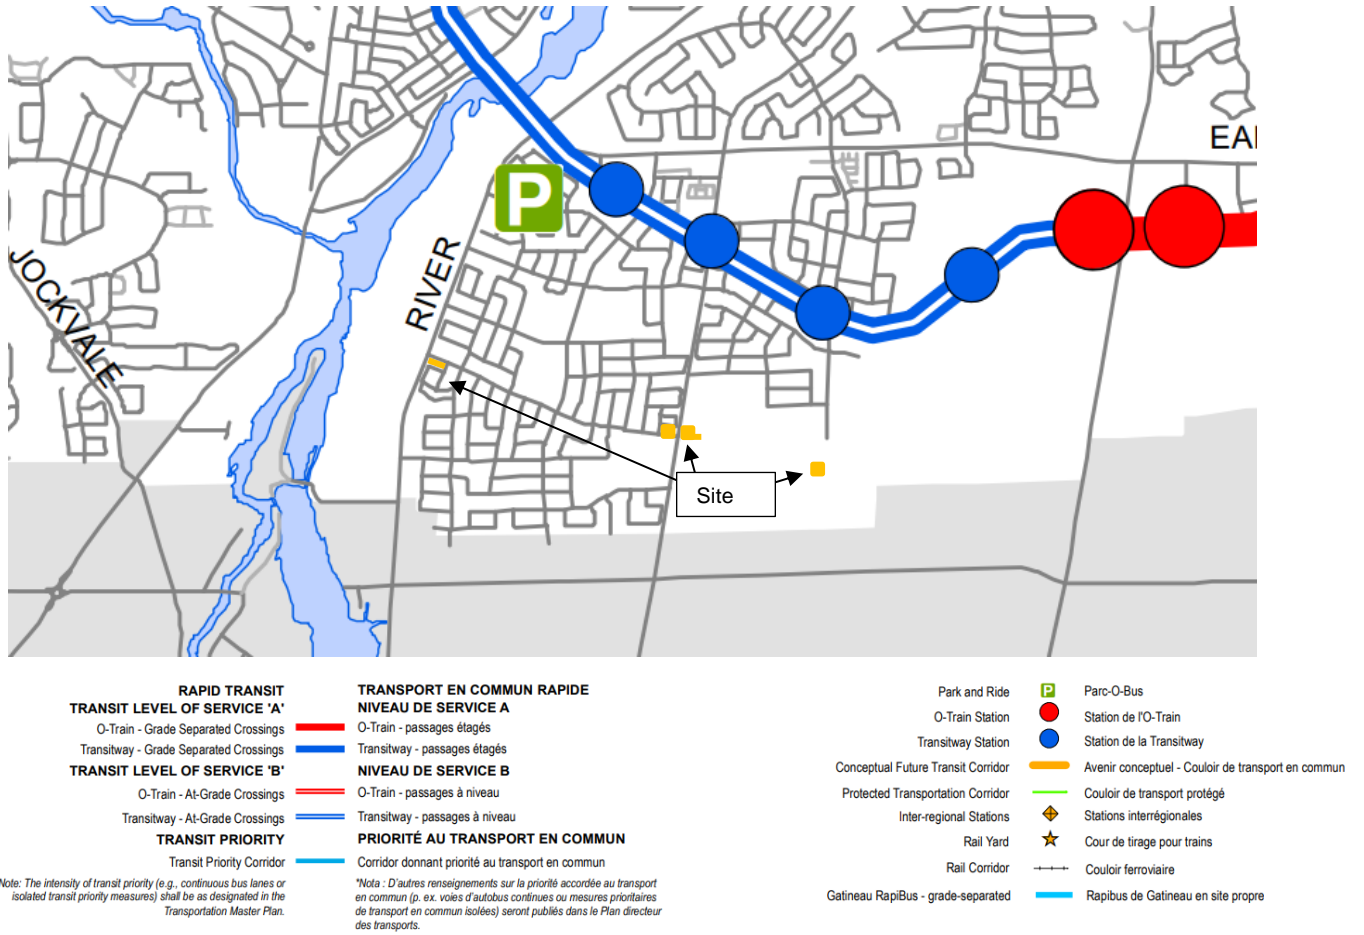 EAI
P
RIVER
JOCKVALE
Site
RAPID TRANSIT
TRANSIT LEVEL OF SERVICE 'A'
O-Train - Grade Separated Crossings
Transitway - Grade Separated Crossings
TRANSIT LEVEL OF SERVICE 'B'
O-Train - At-Grade Crossings
Transitway - At-Grade Crossings
TRANSIT PRIORITY
Transit Priority Corridor
Note: The intensity of transit priority (e.g., continuous bus lanes or
isolated transit priority measures) shall be as designated in the
Transportation Master Plan.
TRANSPORT EN COMMUN RAPIDE
NIVEAU DE SERVICE A
O-Train - passages étagés
Transitway - passages étagés
NIVEAU DE SERVICE B
O-Train - passages à niveau
Transitway - passages à niveau
PRIORITÉ AU TRANSPORT EN COMMUN
Corridor donnant priorité au transport en commun
*Nota : D'autres renseignements sur la priorité accordée au transport
en commun (p. ex. voies d'autobus continues ou mesures prioritaires
de transport en commun isolées) seront publiés dans le Plan directeur
des transports.
Park and Ride P Parc-O-Bus
O-Train Station Station de l'O-Train
Transitway Station Station de la Transitway
Conceptual Future Transit Corridor Avenir conceptuel - Couloir de transport en commun
Protected Transportation Corridor Couloir de transport protégé
Inter-regional Stations Stations interrégionales
Rail Yard Cour de tirage pour trains
Rail Corridor Couloir ferroviaire
Gatineau RapiBus - grade-separated Rapibus de Gatineau en site propre